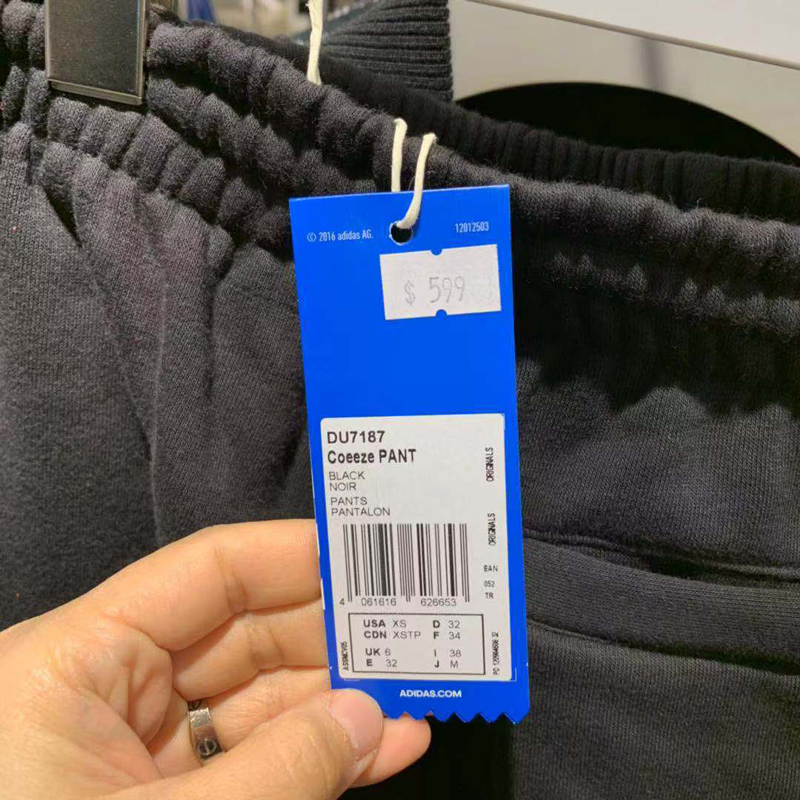 © 2016 adidas AG.
12012503
$ 599
DU7187
Coeeze PANT
BLACK
NOIR
PANTS
PANTALON
ORIGINALS
ORIGINALS
EAN
052
TR
4 061616 626653
USA XS D 32
CDN XSTP F 34
UK 6 I 38
E 32 J M
ADIDAS.COM